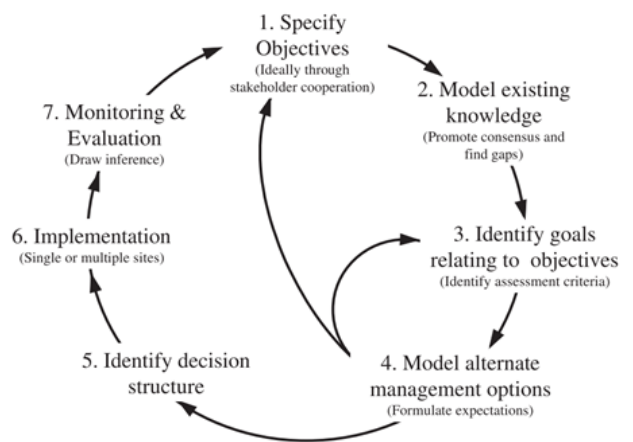 1. Specify
Objectives
(Ideally through
stakeholder cooperation)
2. Model existing
knowledge
(Promote consensus and
find gaps)
3. Identify goals
relating to objectives
(Identify assessment criteria)
4. Model alternate
management options
(Formulate expectations)
5. Identify decision
structure
6. Implementation
(Single or multiple sites)
7. Monitoring &
Evaluation
(Draw inference)